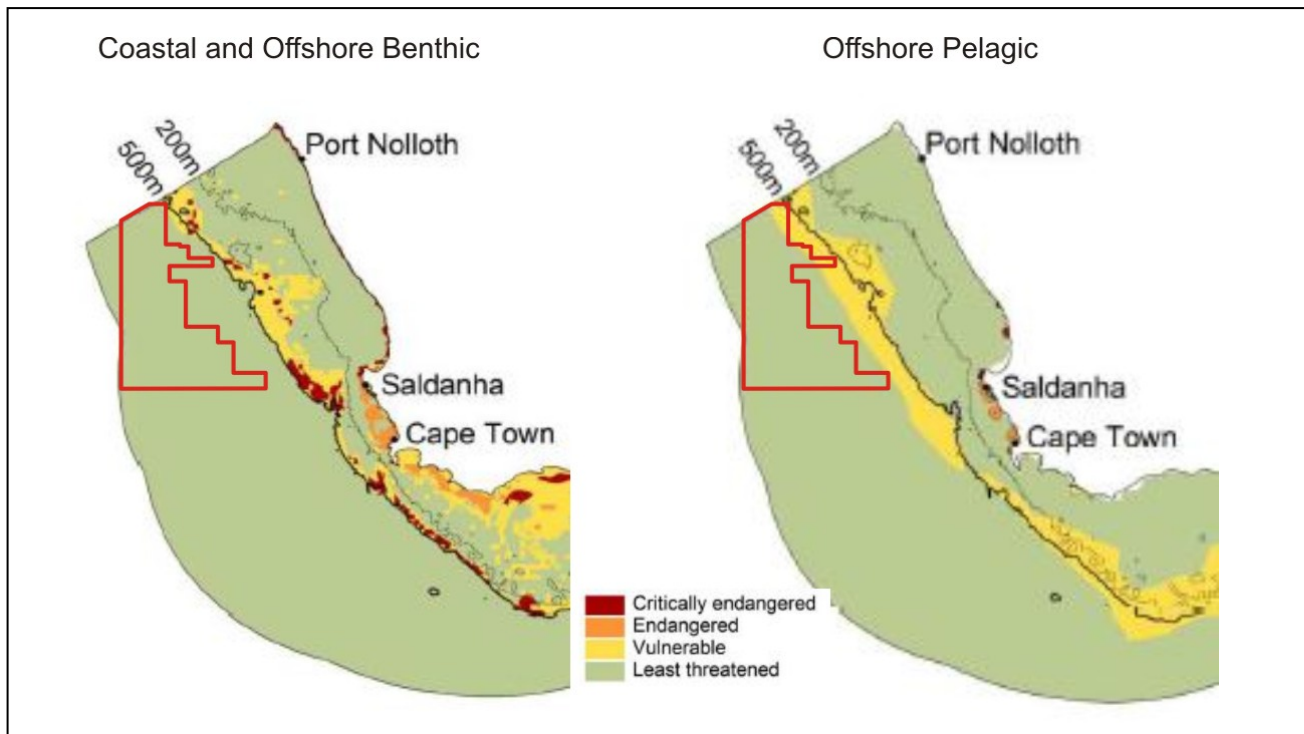 Coastal and Offshore Benthic
Offshore Pelagic
200m
500m
Port Nolloth
Saldanha
Cape Town
200m
500m
Port Nolloth
Saldanha
Cape Town
Critically endangered
Endangered
Vulnerable
Least threatened